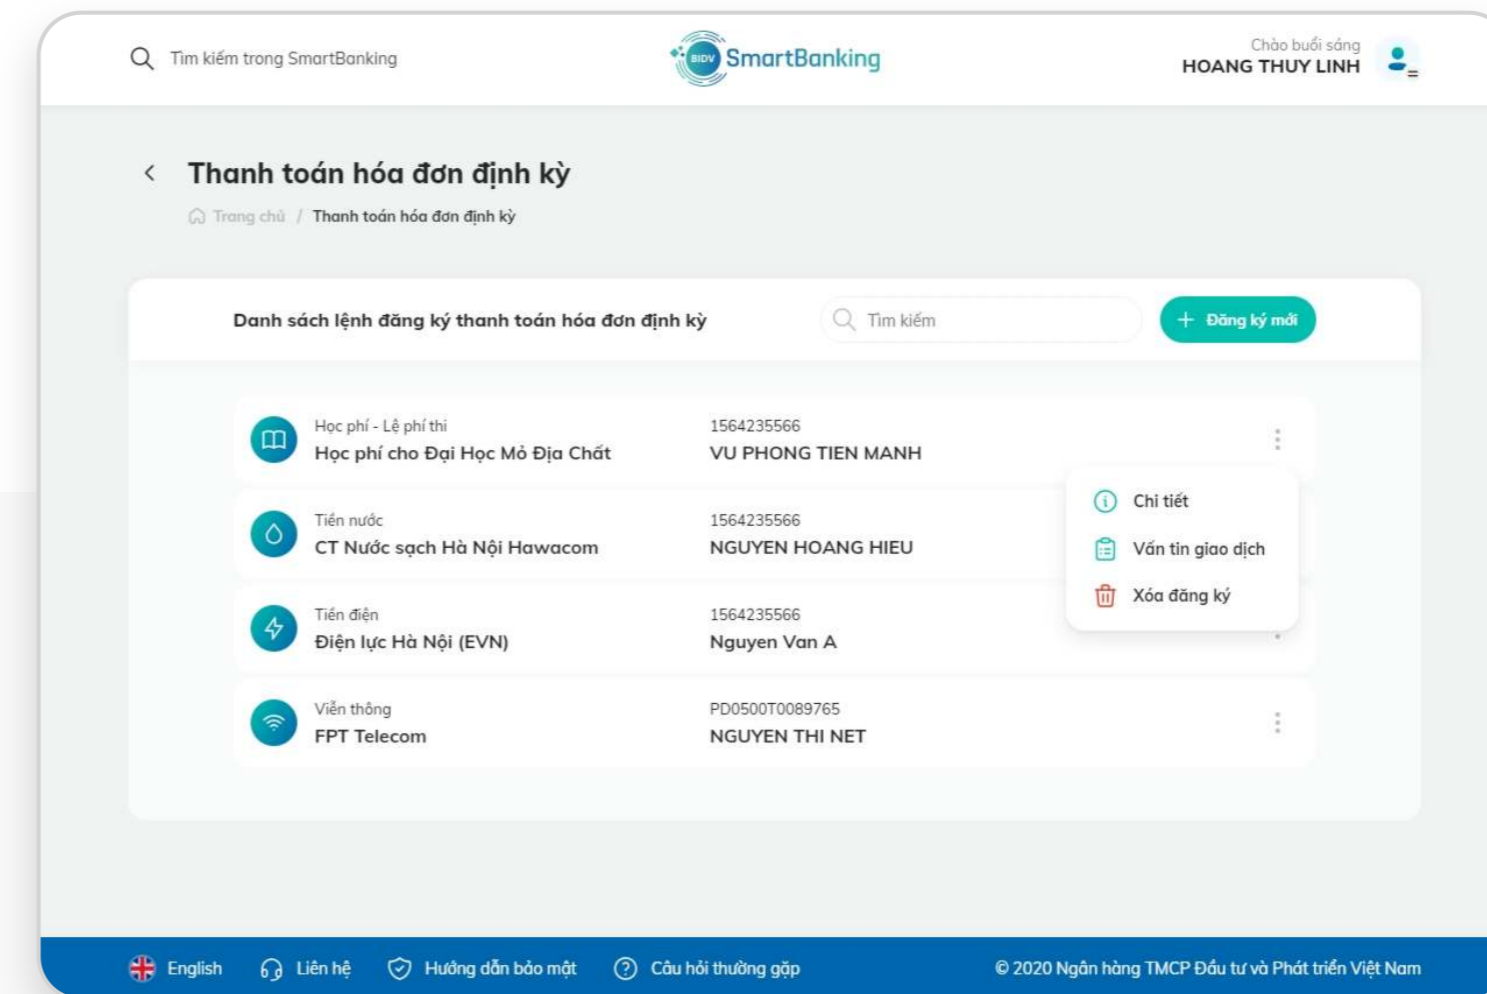 Tìm kiếm trong SmartBanking
BIDV SmartBanking
Chào buổi sáng
HOANG THUY LINH
Thanh toán hóa đơn định kỳ
Trang chủ / Thanh toán hóa đơn định kỳ
Danh sách lệnh đăng ký thanh toán hóa đơn định kỳ
Tìm kiếm
+ Đăng ký mới
Học phí - Lệ phí thi
1564235566
Học phí cho Đại Học Mỏ Địa Chất
VU PHONG TIEN MANH
Chi tiết
Vấn tin giao dịch
Xóa đăng ký
Tiền nước
1564235566
CT Nước sạch Hà Nội Hawacom
NGUYEN HOANG HIEU
Tiền điện
1564235566
Điện lực Hà Nội (EVN)
Nguyen Van A
Viễn thông
PD0500T0089765
FPT Telecom
NGUYEN THI NET
English
Liên hệ
Hướng dẫn bảo mật
Câu hỏi thường gặp
© 2020 Ngân hàng TMCP Đầu tư và Phát triển Việt Nam